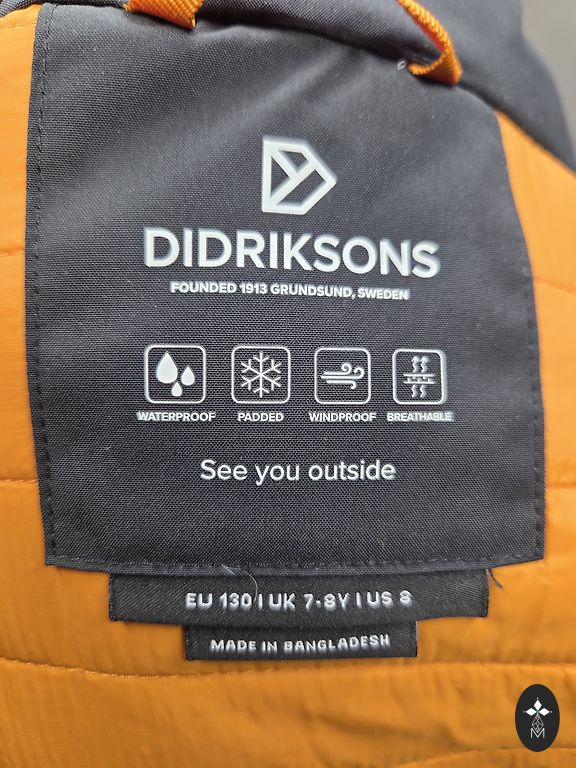 DIDRIKSONS
FOUNDED 1913 GRUNDSUND, SWEDEN
WATERPROOF PADDED WINDPROOF BREATHABLE
See you outside
EU 130 | UK 7-8Y | US 8
MADE IN BANGLADESH
M